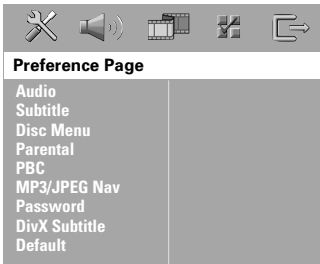 Preference Page
Audio
Subtitle
Disc Menu
Parental
PBC
MP3/JPEG Nav
Password
DivX Subtitle
Default